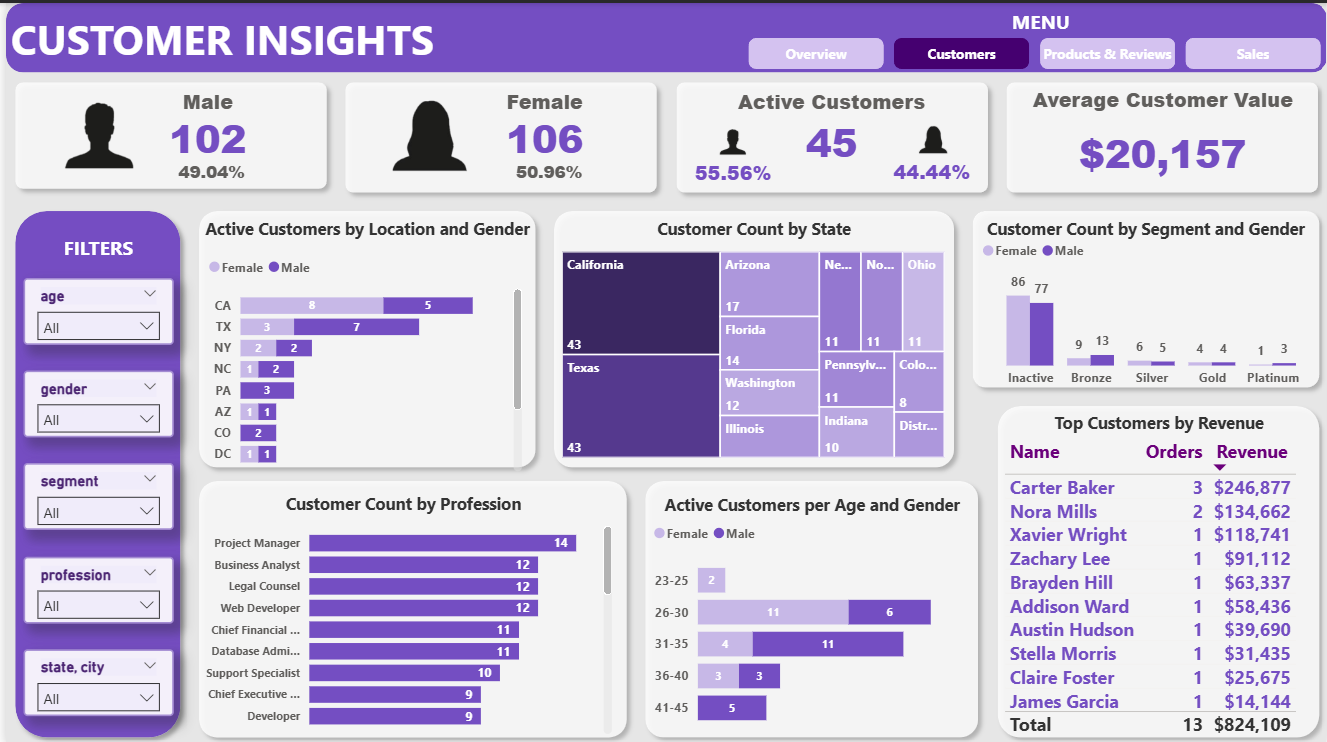 CUSTOMER INSIGHTS
MENU
Overview
Customers
Products & Reviews
Sales
Male
102
49.04%
Female
106
50.96%
Active Customers
45
55.56%
44.44%
Average Customer Value
$20,157
FILTERS
age
All
gender
All
segment
All
profession
All
state, city
All
Active Customers by Location and Gender
Female Male
CA 8 5
TX 3 7
NY 2 2
NC 1 2
PA 3
AZ 1 1
CO 2
DC 1 1
Customer Count by State
California
43
Texas
43
Arizona
17
Florida
14
Washington
12
Illinois
Ne...
11
No...
11
Ohio
11
Pennsylv...
11
Colo...
8
Indiana
10
Distr...
Customer Count by Segment and Gender
Female Male
86 77
9 13
6 5
4 4
1 3
Inactive Bronze Silver Gold Platinum
Customer Count by Profession
Project Manager 14
Business Analyst 12
Legal Counsel 12
Web Developer 12
Chief Financial ... 11
Database Admi... 11
Support Specialist 10
Chief Executive ... 9
Developer 9
Active Customers per Age and Gender
Female Male
23-25 2
26-30 11 6
31-35 4 11
36-40 3 3
41-45 5
Top Customers by Revenue
Name Orders Revenue
Carter Baker 3 $246,877
Nora Mills 2 $134,662
Xavier Wright 1 $118,741
Zachary Lee 1 $91,112
Brayden Hill 1 $63,337
Addison Ward 1 $58,436
Austin Hudson 1 $39,690
Stella Morris 1 $31,435
Claire Foster 1 $25,675
James Garcia 1 $14,144
Total 13 $824,109